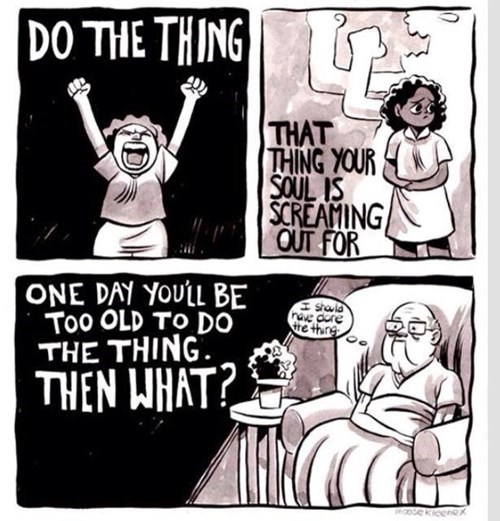 DO THE THING
THAT
THING YOUR
SOUL IS
SCREAMING
OUT FOR
ONE DAY YOU'LL BE
TOO OLD TO DO
THE THING.
THEN WHAT?
I should
have done
the thing.
moosekleenex